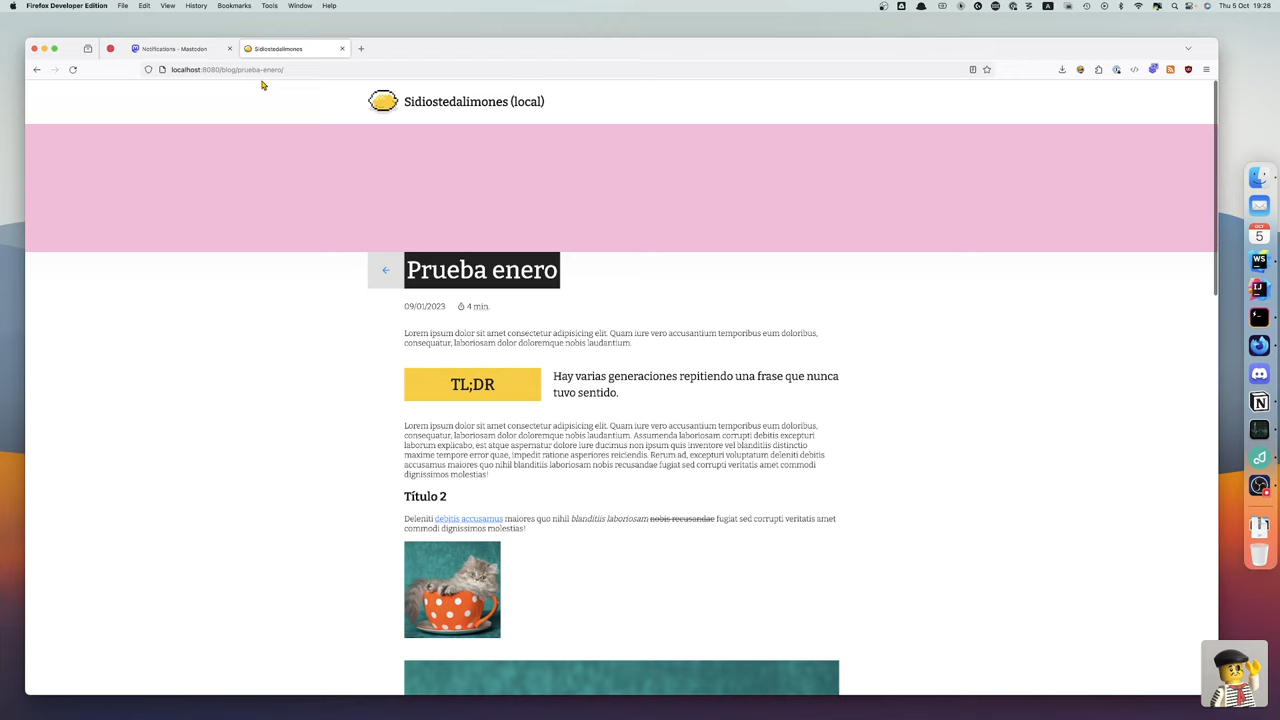 Firefox Developer Edition File Edit View History Bookmarks Tools Window Help
A Thu 5 Oct 19:28
Notifications - Mastodon Sidiostedalimones
localhost:8080/blog/prueba-enero/
Sidiostedalimones (local)
Prueba enero
09/01/2023 4 min.
Lorem ipsum dolor sit amet consectetur adipisicing elit. Quam iure vero accusantium temporibus eum doloribus,
consequatur, laboriosam dolor doloremque nobis laudantium.
TL;DR
Hay varias generaciones repitiendo una frase que nunca
tuvo sentido.
Lorem ipsum dolor sit amet consectetur adipisicing elit. Quam iure vero accusantium temporibus eum doloribus,
consequatur, laboriosam dolor doloremque nobis laudantium. Assumenda laboriosam corrupti debitis excepturi
laborum explicabo, est atque aspernatur dolore iure ducimus non ipsum quis inventore vel blanditiis distinctio
maxime tempore error quae, impedit ratione asperiores reiciendis. Rerum ad, excepturi voluptatum deleniti debitis
accusamus maiores quo nihil blanditiis laboriosam nobis recusandae fugiat sed corrupti veritatis amet commodi
dignissimos molestias!
Título 2
Deleniti debitis accusamus maiores quo nihil blanditiis laboriosam nobis recusandae fugiat sed corrupti veritatis amet
commodi dignissimos molestias!
OCT
5
WS
IJ